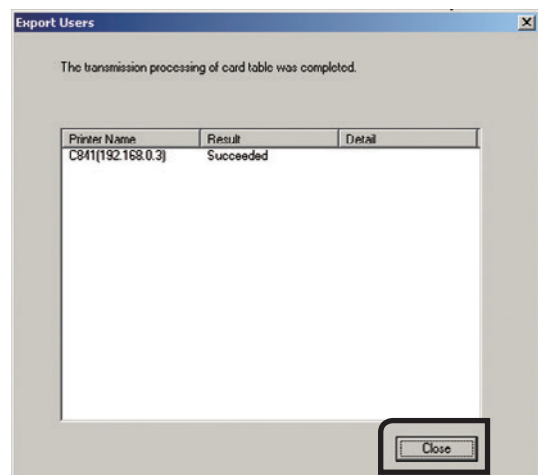 Export Users
The transmission processing of card table was completed.
Printer Name Result Detail
C841(192.168.0.3) Succeeded
Close